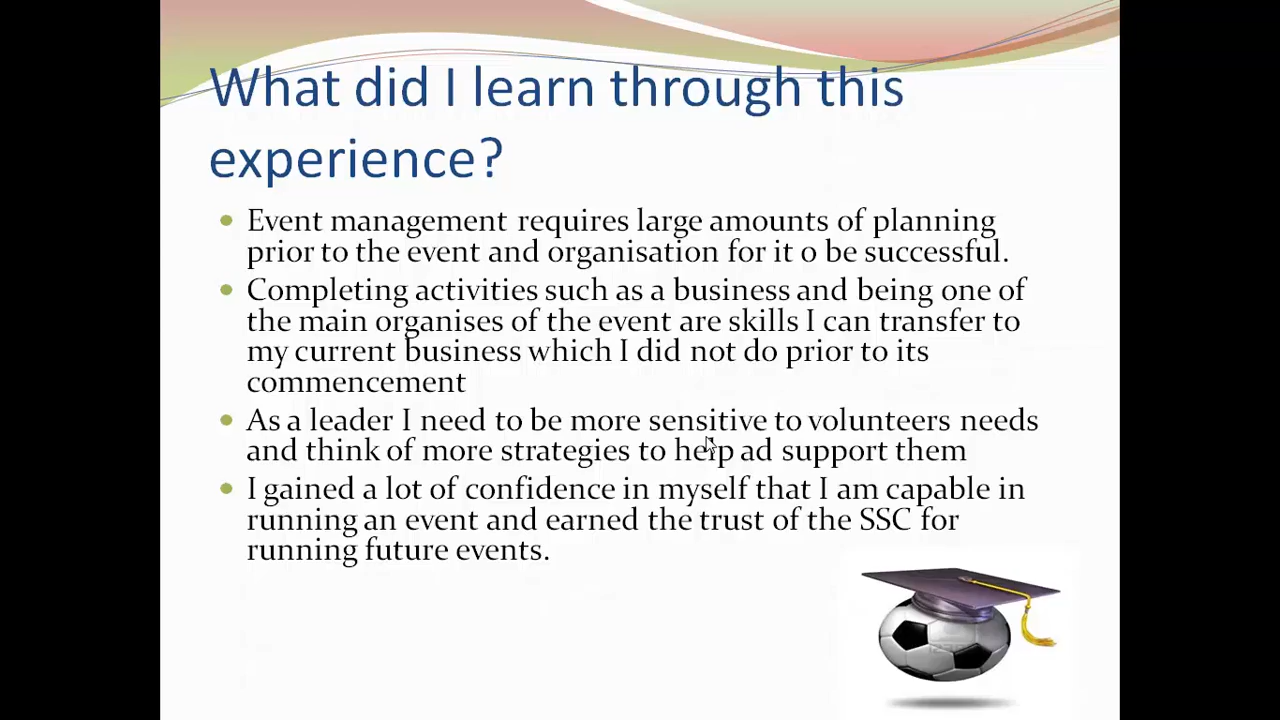 What did I learn through this
experience?
Event management requires large amounts of planning
prior to the event and organisation for it o be successful.
Completing activities such as a business and being one of
the main organises of the event are skills I can transfer to
my current business which I did not do prior to its
commencement
As a leader I need to be more sensitive to volunteers needs
and think of more strategies to help ad support them
I gained a lot of confidence in myself that I am capable in
running an event and earned the trust of the SSC for
running future events.